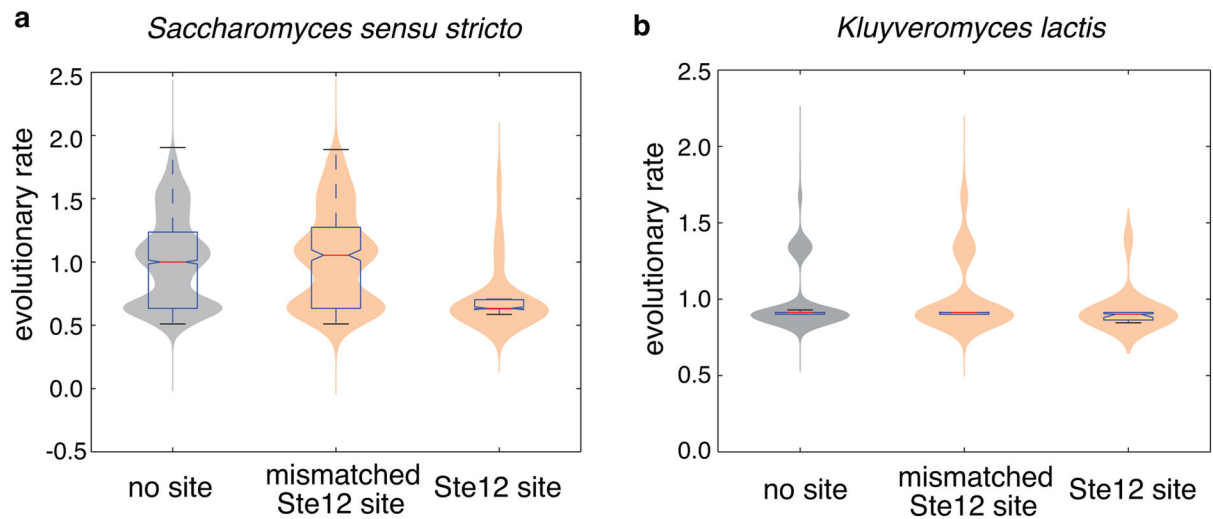 a
Saccharomyces sensu stricto
evolutionary rate
2.5
2.0
1.5
1.0
0.5
0.0
-0.5
no site
mismatched
Ste12 site
Ste12 site
b
Kluyveromyces lactis
evolutionary rate
2.5
2.0
1.5
1.0
0.5
0.0
no site
mismatched
Ste12 site
Ste12 site